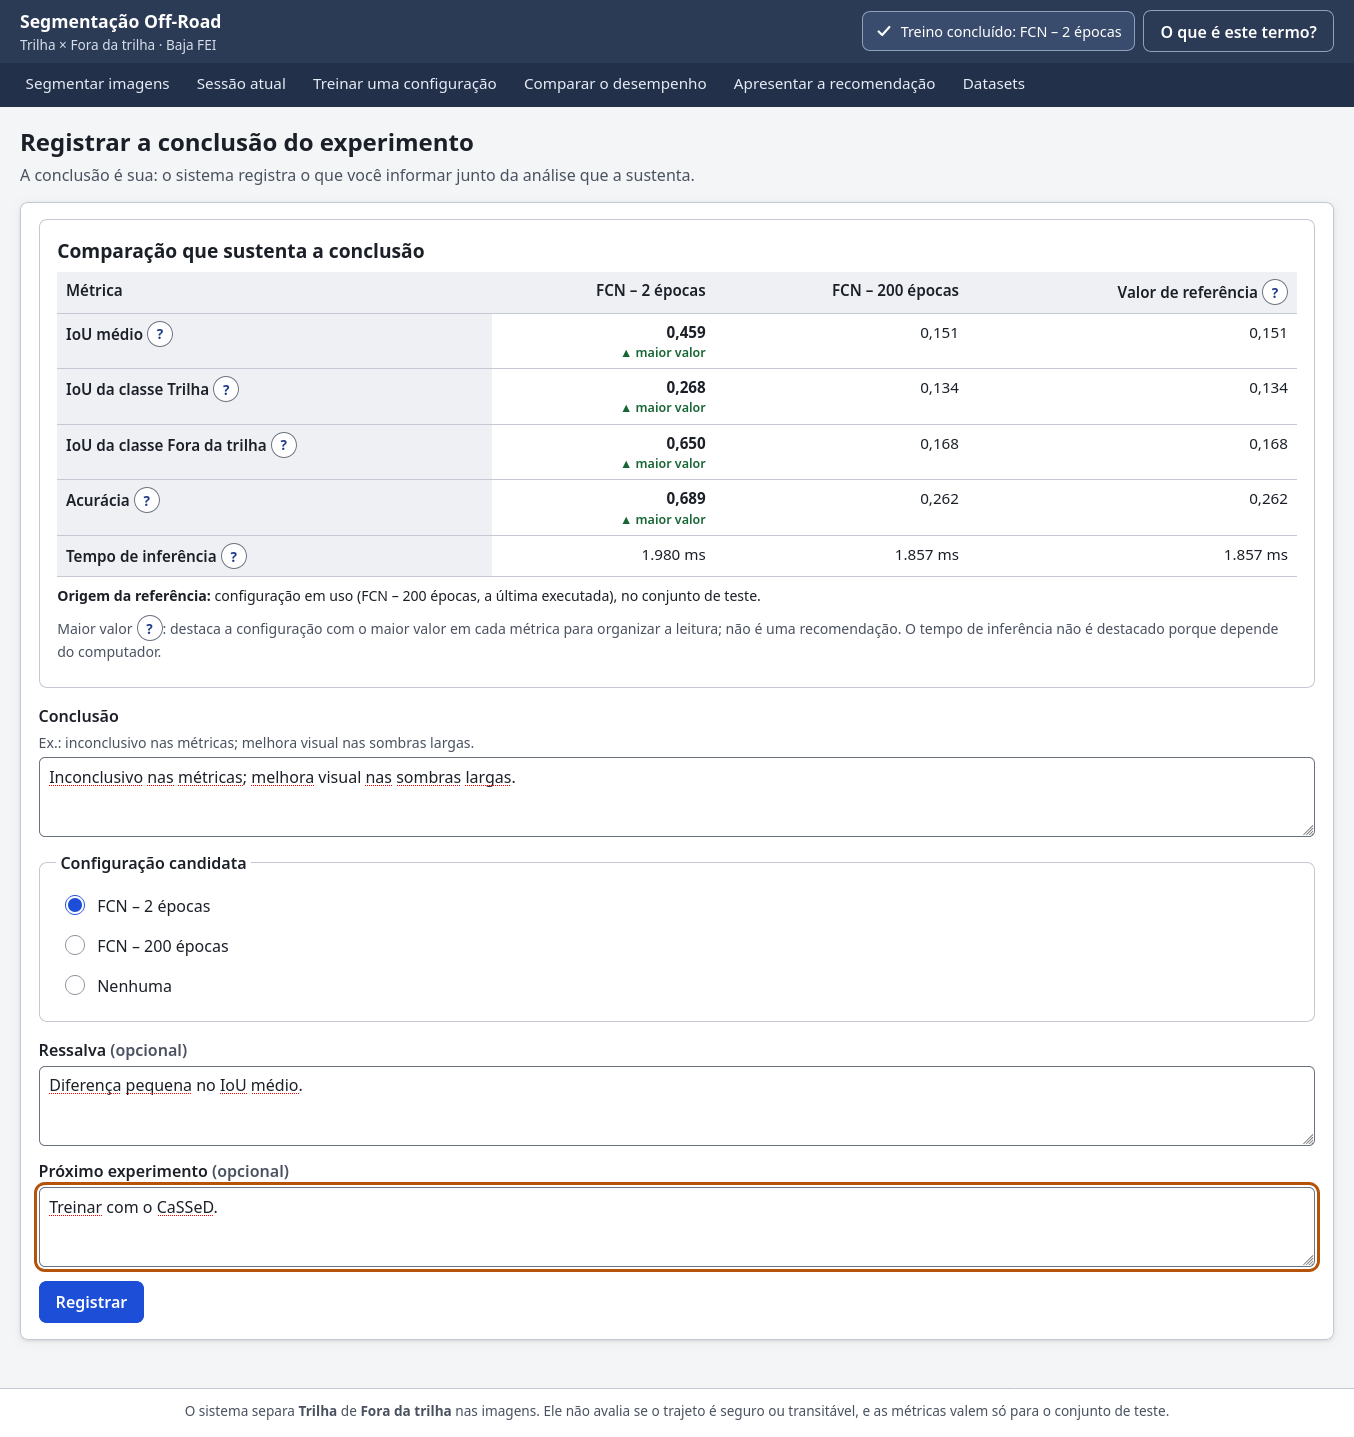 Segmentação Off-Road
Trilha × Fora da trilha · Baja FEI
Treino concluído: FCN – 2 épocas
O que é este termo?
Segmentar imagens Sessão atual Treinar uma configuração Comparar o desempenho Apresentar a recomendação Datasets
Registrar a conclusão do experimento
A conclusão é sua: o sistema registra o que você informar junto da análise que a sustenta.
Comparação que sustenta a conclusão
Métrica FCN – 2 épocas FCN – 200 épocas Valor de referência ?
IoU médio ? 0,459 0,151 0,151
▲ maior valor
IoU da classe Trilha ? 0,268 0,134 0,134
▲ maior valor
IoU da classe Fora da trilha ? 0,650 0,168 0,168
▲ maior valor
Acurácia ? 0,689 0,262 0,262
▲ maior valor
Tempo de inferência ? 1.980 ms 1.857 ms 1.857 ms
Origem da referência: configuração em uso (FCN – 200 épocas, a última executada), no conjunto de teste.
Maior valor ?: destaca a configuração com o maior valor em cada métrica para organizar a leitura; não é uma recomendação. O tempo de inferência não é destacado porque depende
do computador.
Conclusão
Ex.: inconclusivo nas métricas; melhora visual nas sombras largas.
Inconclusivo nas métricas; melhora visual nas sombras largas.
Configuração candidata
FCN – 2 épocas
FCN – 200 épocas
Nenhuma
Ressalva (opcional)
Diferença pequena no IoU médio.
Próximo experimento (opcional)
Treinar com o CaSSeD.
Registrar
O sistema separa Trilha de Fora da trilha nas imagens. Ele não avalia se o trajeto é seguro ou transitável, e as métricas valem só para o conjunto de teste.